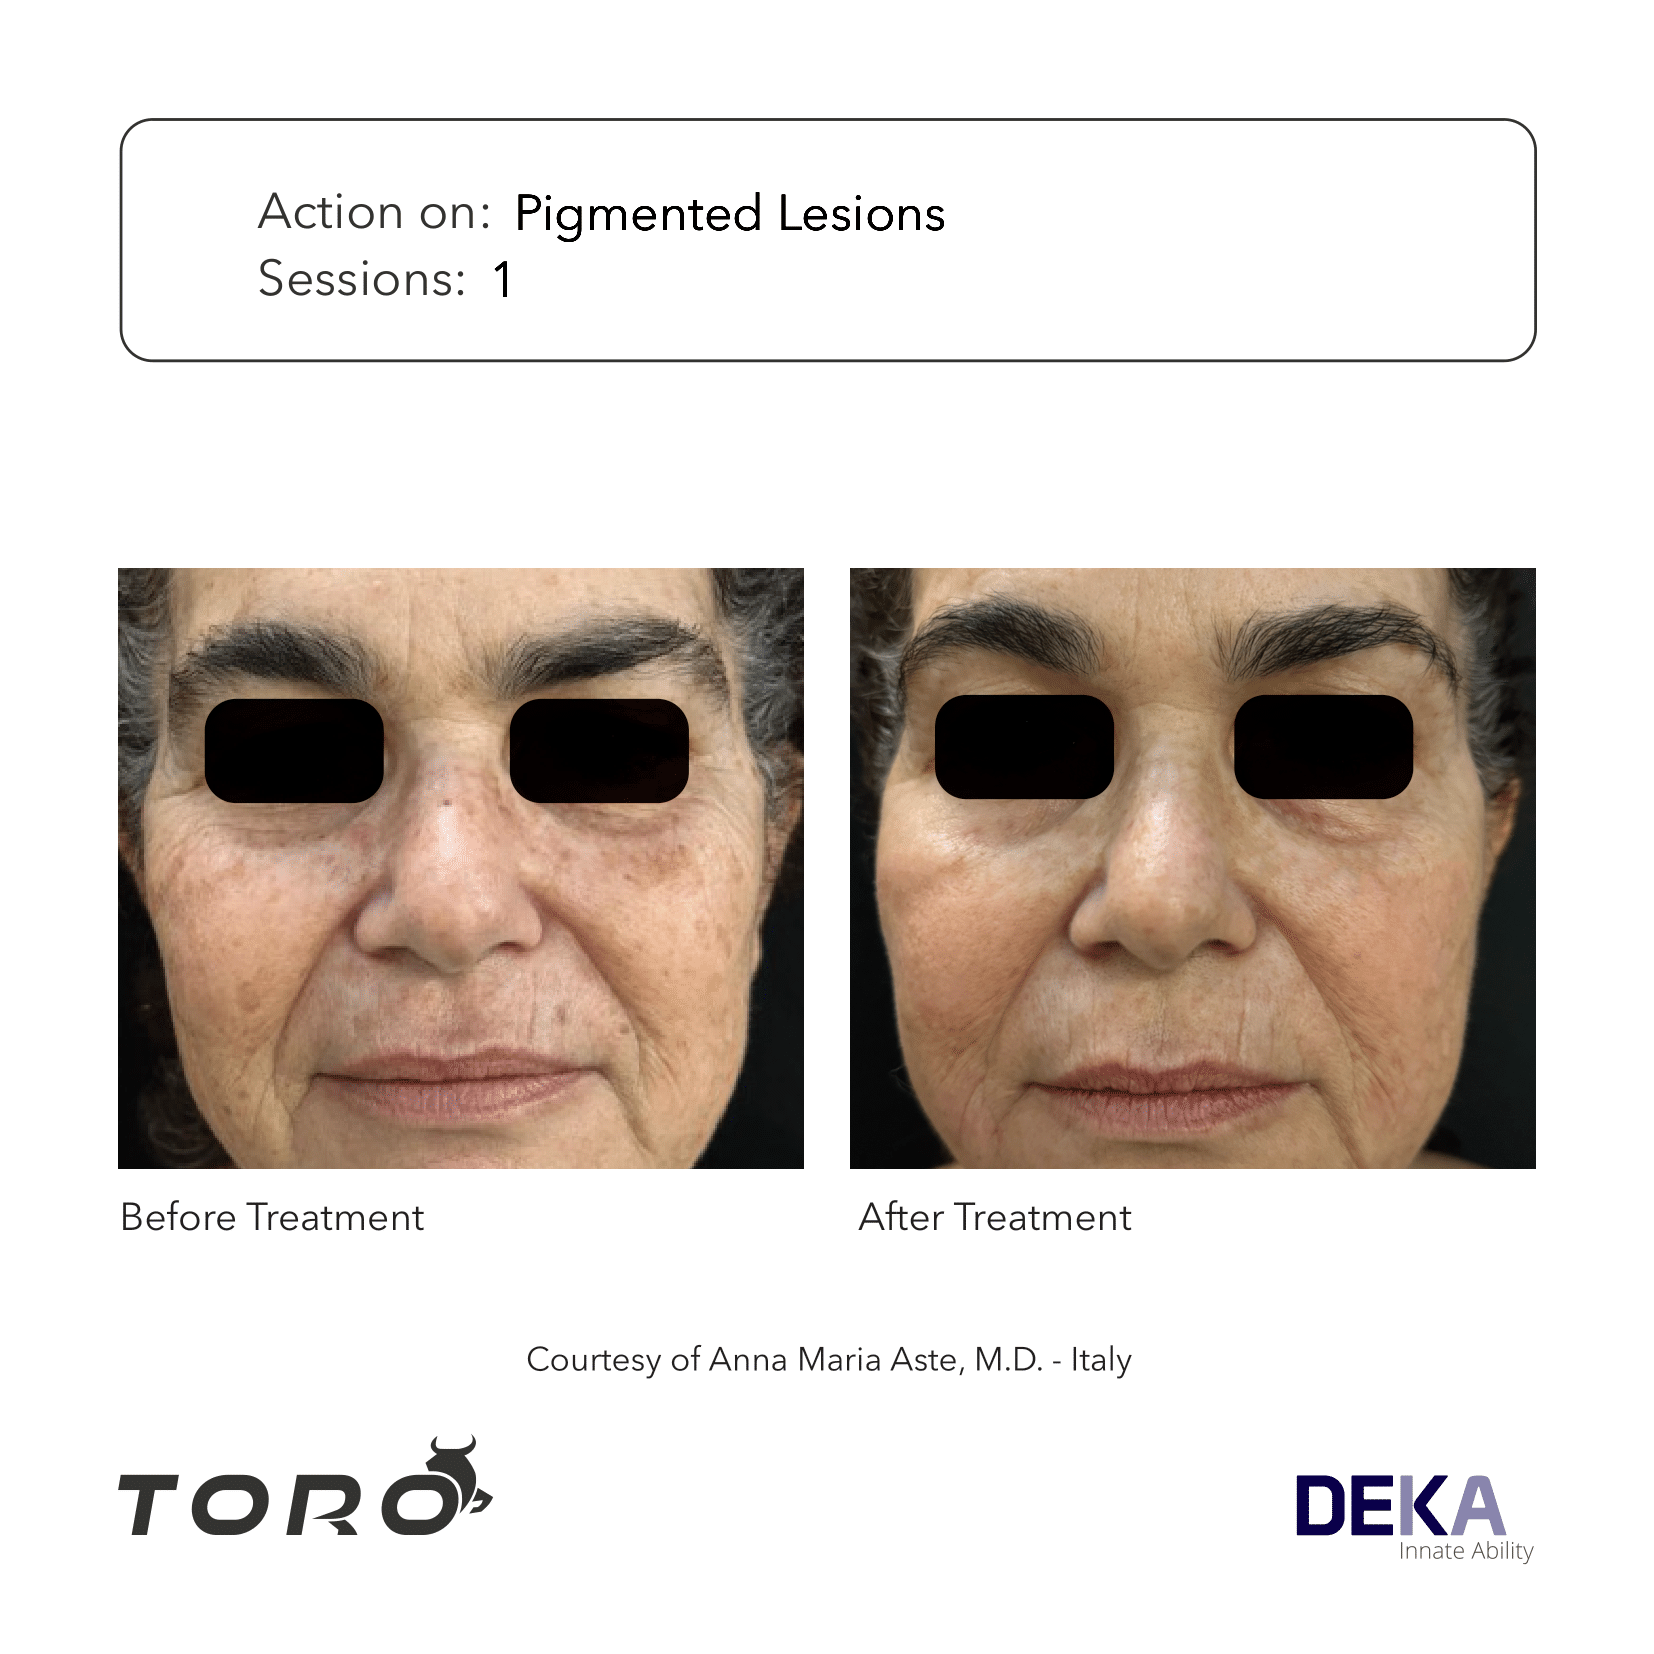 Action on: Pigmented Lesions
Sessions: 1
Before Treatment
After Treatment
Courtesy of Anna Maria Aste, M.D. - Italy
TORO
DEKA
Innate Ability